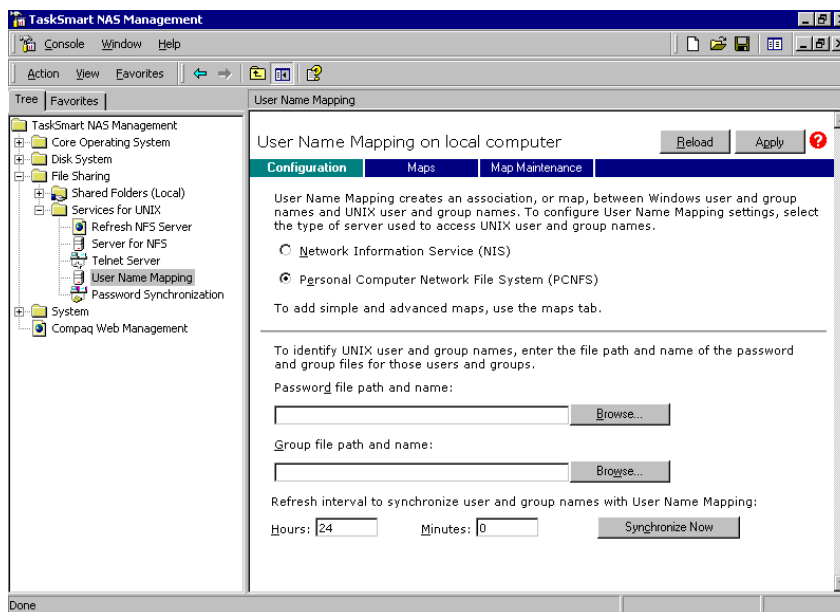 TaskSmart NAS Management
Console Window Help
Action View Favorites
Tree Favorites
TaskSmart NAS Management
Core Operating System
Disk System
File Sharing
Shared Folders (Local)
Services for UNIX
Refresh NFS Server
Server for NFS
Telnet Server
User Name Mapping
Password Synchronization
System
Compaq Web Management
User Name Mapping
User Name Mapping on local computer
Reload Apply
Configuration Maps Map Maintenance
User Name Mapping creates an association, or map, between Windows user and group
names and UNIX user and group names. To configure User Name Mapping settings, select
the type of server used to access UNIX user and group names.
Network Information Service (NIS)
Personal Computer Network File System (PCNFS)
To add simple and advanced maps, use the maps tab.
To identify UNIX user and group names, enter the file path and name of the password
and group files for those users and groups.
Password file path and name:
Browse...
Group file path and name:
Browse...
Refresh interval to synchronize user and group names with User Name Mapping:
Hours: 24 Minutes: 0 Synchronize Now
Done